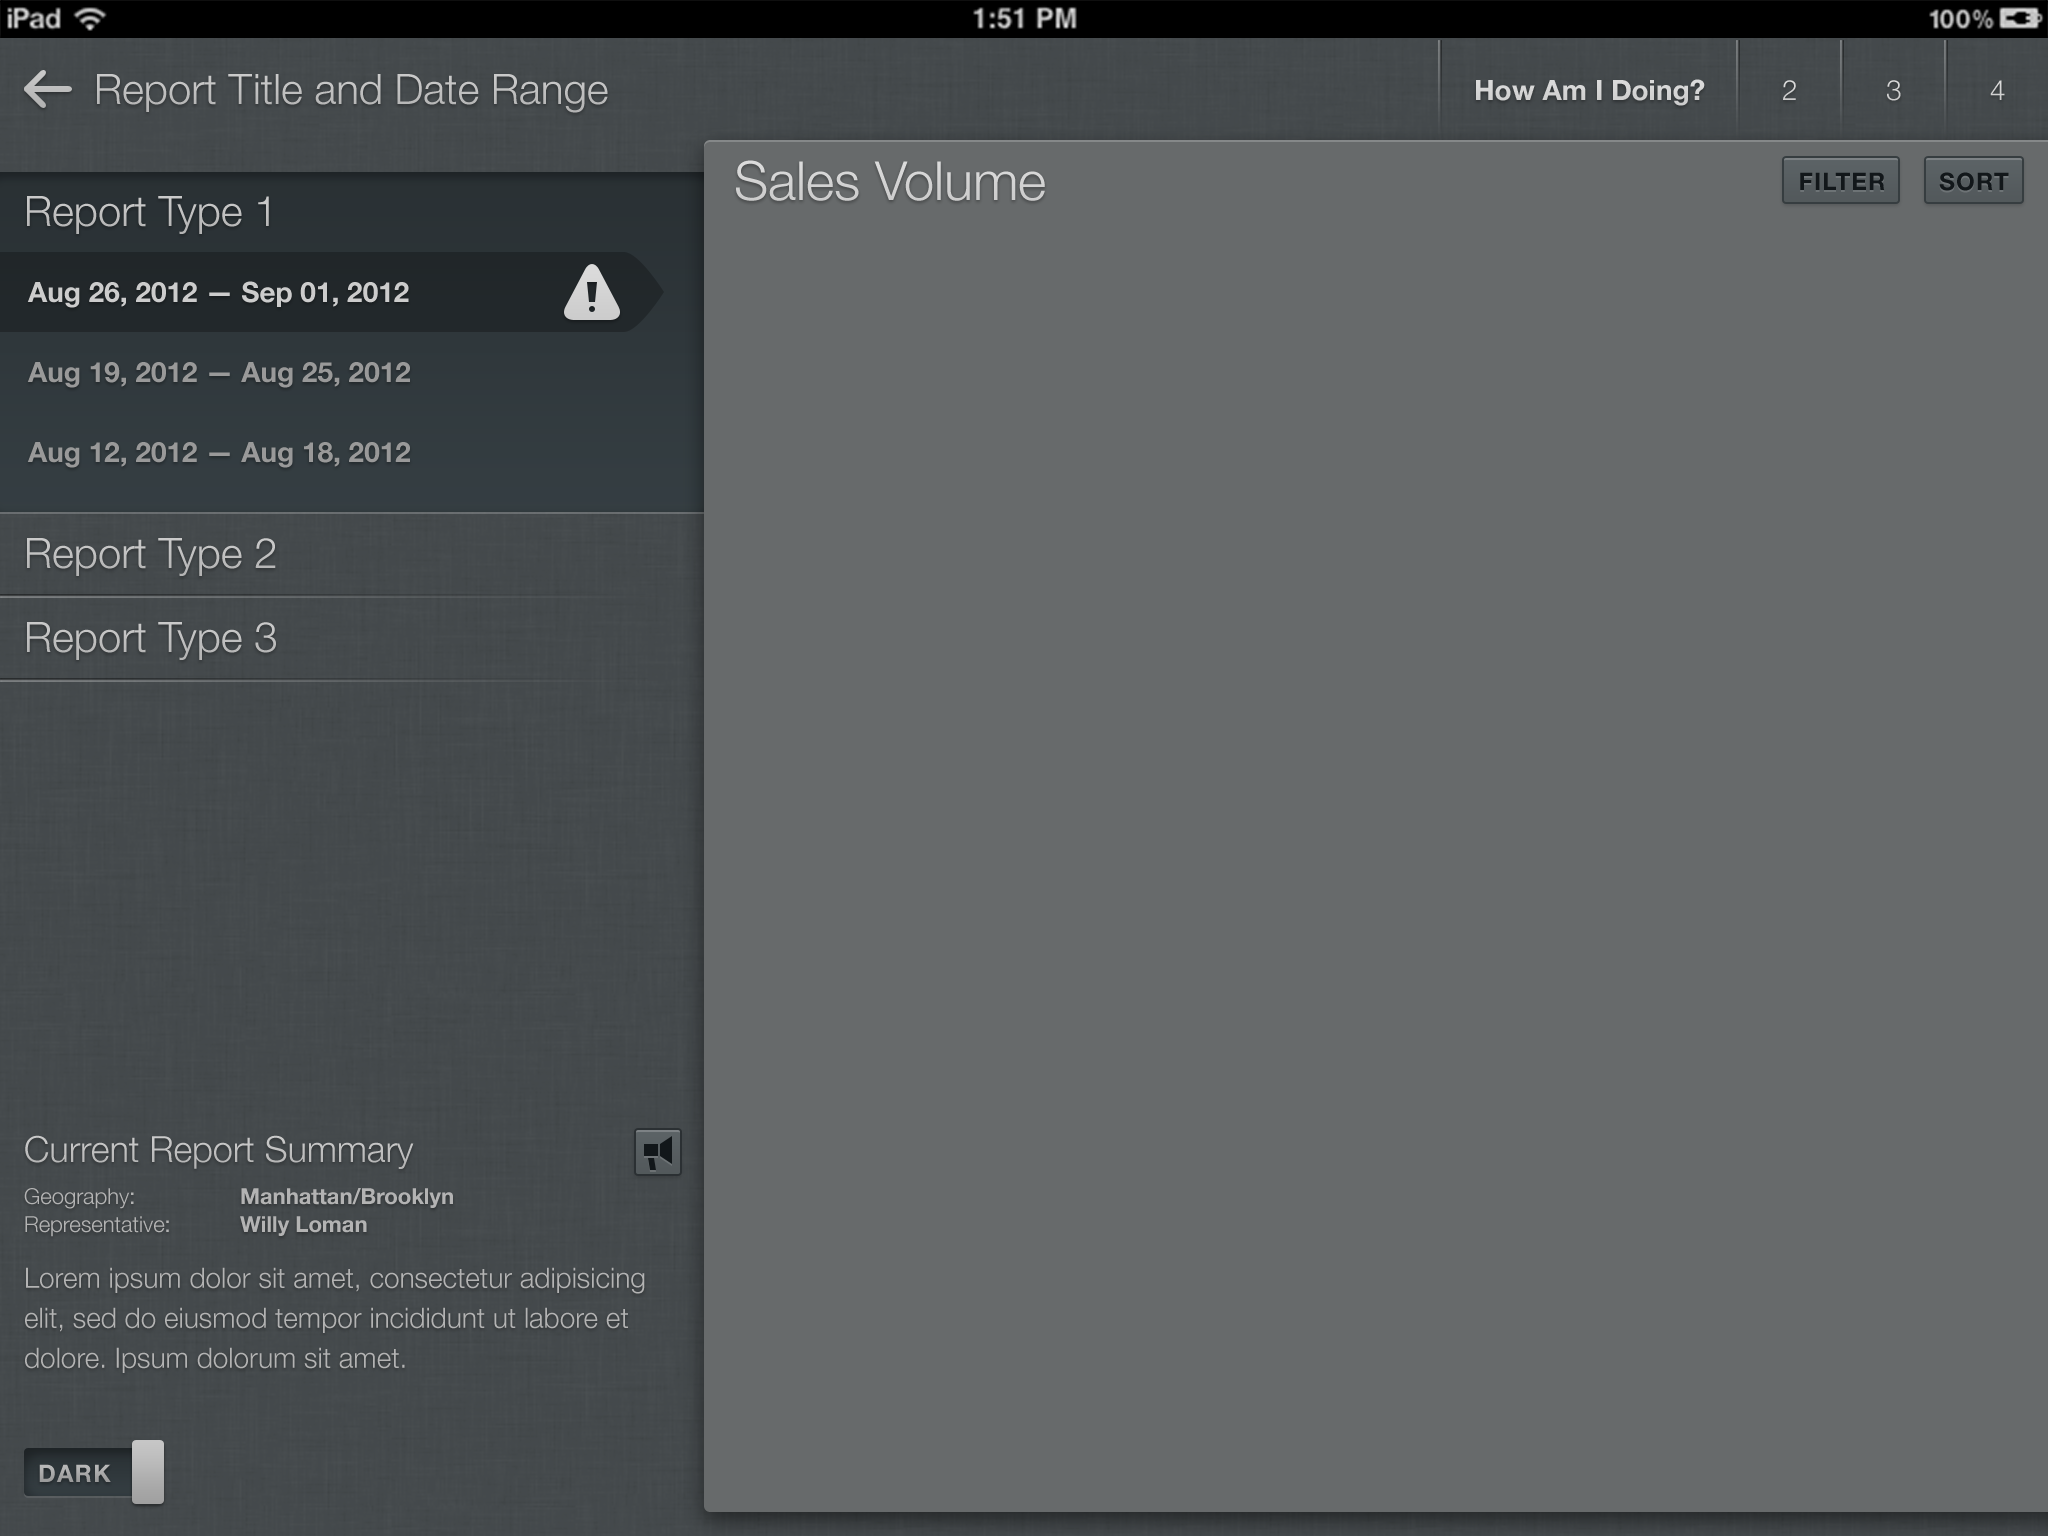 iPad
1:51 PM
100%
Report Title and Date Range
How Am I Doing?
2
3
4
Report Type 1
Aug 26, 2012 — Sep 01, 2012
Aug 19, 2012 — Aug 25, 2012
Aug 12, 2012 — Aug 18, 2012
Report Type 2
Report Type 3
Sales Volume
FILTER
SORT
Current Report Summary
Geography: Manhattan/Brooklyn
Representative: Willy Loman
Lorem ipsum dolor sit amet, consectetur adipisicing
elit, sed do eiusmod tempor incididunt ut labore et
dolore. Ipsum dolorum sit amet.
DARK